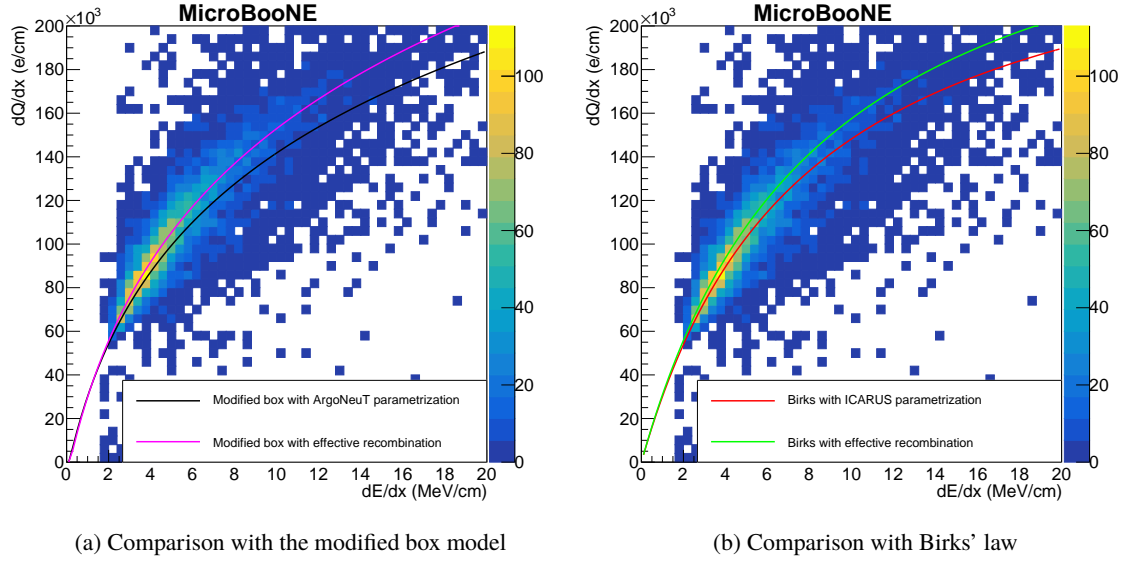 MicroBooNE
×10³
dQ/dx (e/cm)
200
180
160
140
120
100
80
60
40
20
0
0 2 4 6 8 10 12 14 16 18 20
dE/dx (MeV/cm)
100
80
60
40
20
0
Modified box with ArgoNeuT parametrization
Modified box with effective recombination
(a) Comparison with the modified box model
MicroBooNE
×10³
dQ/dx (e/cm)
200
180
160
140
120
100
80
60
40
20
0
0 2 4 6 8 10 12 14 16 18 20
dE/dx (MeV/cm)
100
80
60
40
20
0
Birks with ICARUS parametrization
Birks with effective recombination
(b) Comparison with Birks’ law